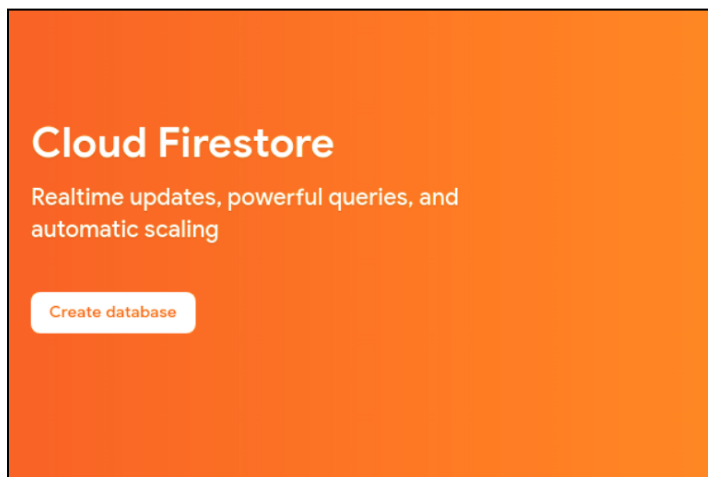 Cloud Firestore
Realtime updates, powerful queries, and
automatic scaling
Create database